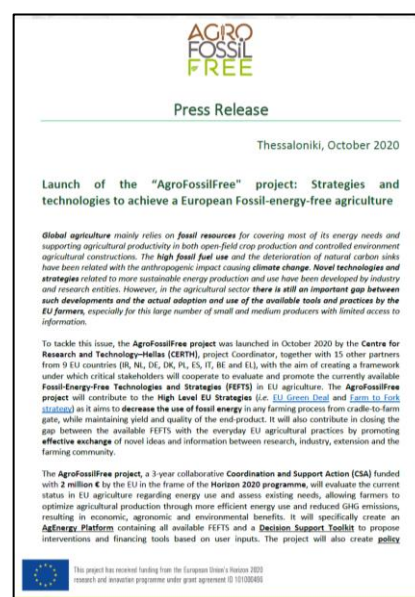 AGRO
FOSSIL
FREE
Press Release
Thessaloniki, October 2020
Launch of the "AgroFossilFree" project: Strategies and
technologies to achieve a European Fossil-energy-free agriculture
Global agriculture mainly relies on fossil resources for covering most of its energy needs and
supporting agricultural productivity in both open-field crop production and controlled environment
agricultural constructions. The high fossil fuel use and the deterioration of natural carbon sinks
have been related with the anthropogenic impact causing climate change. Novel technologies and
strategies related to more sustainable energy production and use have been developed by industry
and research entities. However, in the agricultural sector there is still an important gap between
such developments and the actual adoption and use of the available tools and practices by the
EU farmers, especially for this large number of small and medium producers with limited access to
information.
To tackle this issue, the AgroFossilFree project was launched in October 2020 by the Centre for
Research and Technology–Hellas (CERTH), project Coordinator, together with 15 other partners
from 9 EU countries (IR, NL, DE, DK, PL, ES, IT, BE and EL), with the aim of creating a framework
under which critical stakeholders will cooperate to evaluate and promote the currently available
Fossil-Energy-Free Technologies and Strategies (FEFTS) in EU agriculture. The AgroFossilFree
project will contribute to the High Level EU Strategies (i.e. EU Green Deal and Farm to Fork
strategy) as it aims to decrease the use of fossil energy in any farming process from cradle-to-farm
gate, while maintaining yield and quality of the end-product. It will also contribute in closing the
gap between the available FEFTS with the everyday EU agricultural practices by promoting
effective exchange of novel ideas and information between research, industry, extension and the
farming community.
The AgroFossilFree project, a 3-year collaborative Coordination and Support Action (CSA) funded
with 2 million € by the EU in the frame of the Horizon 2020 programme, will evaluate the current
status in EU agriculture regarding energy use and assess existing needs, allowing farmers to
optimize agricultural production through more efficient energy use and reduced GHG emissions,
resulting in economic, agronomic and environmental benefits. It will specifically create an
AgEnergy Platform containing all available FEFTS and a Decision Support Toolkit to propose
interventions and financing tools based on user inputs. The project will also create policy
This project has received funding from the European Union's Horizon 2020
research and innovation programme under grant agreement ID 101000496